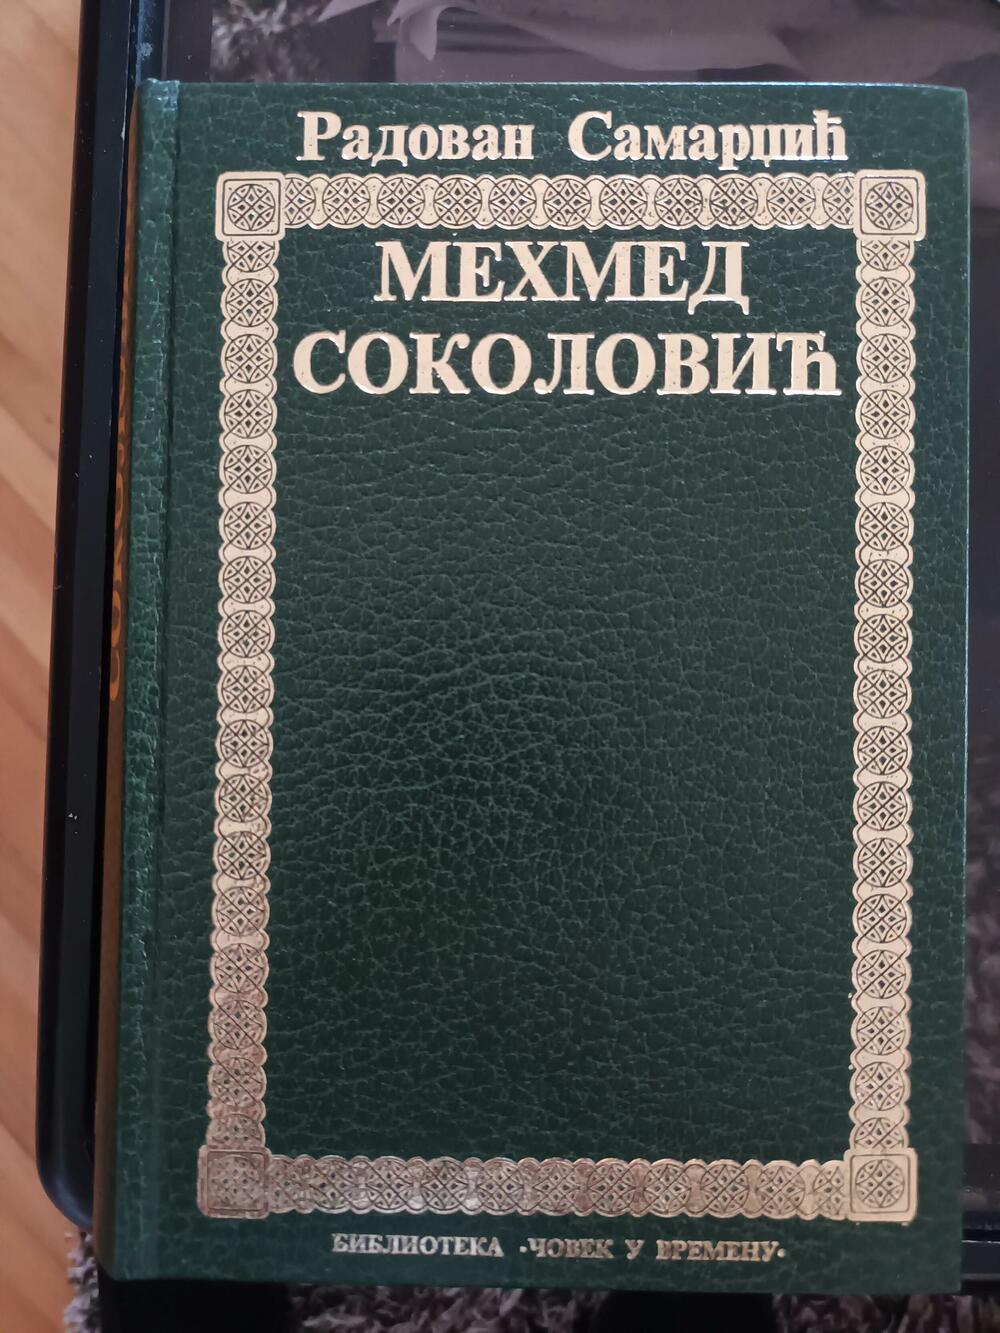 Радован Самарџић
МЕХМЕД
СОКОЛОВИЋ
БИБЛИОТЕКА •ЧОВЕК У ВРЕМЕНУ•